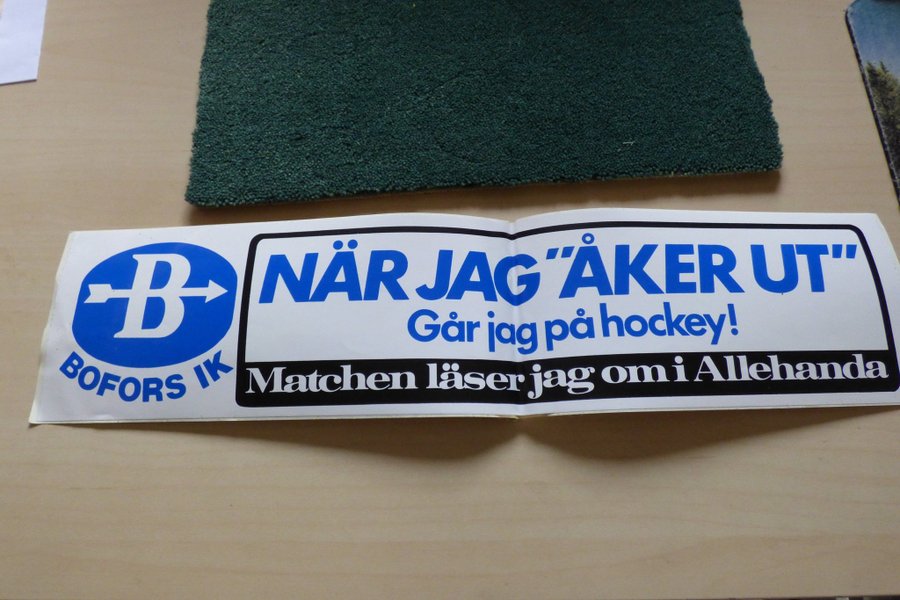 B
BOFORS IK
NÄR JAG "ÅKER UT"
Går jag på hockey!
Matchen läser jag om i Allehanda